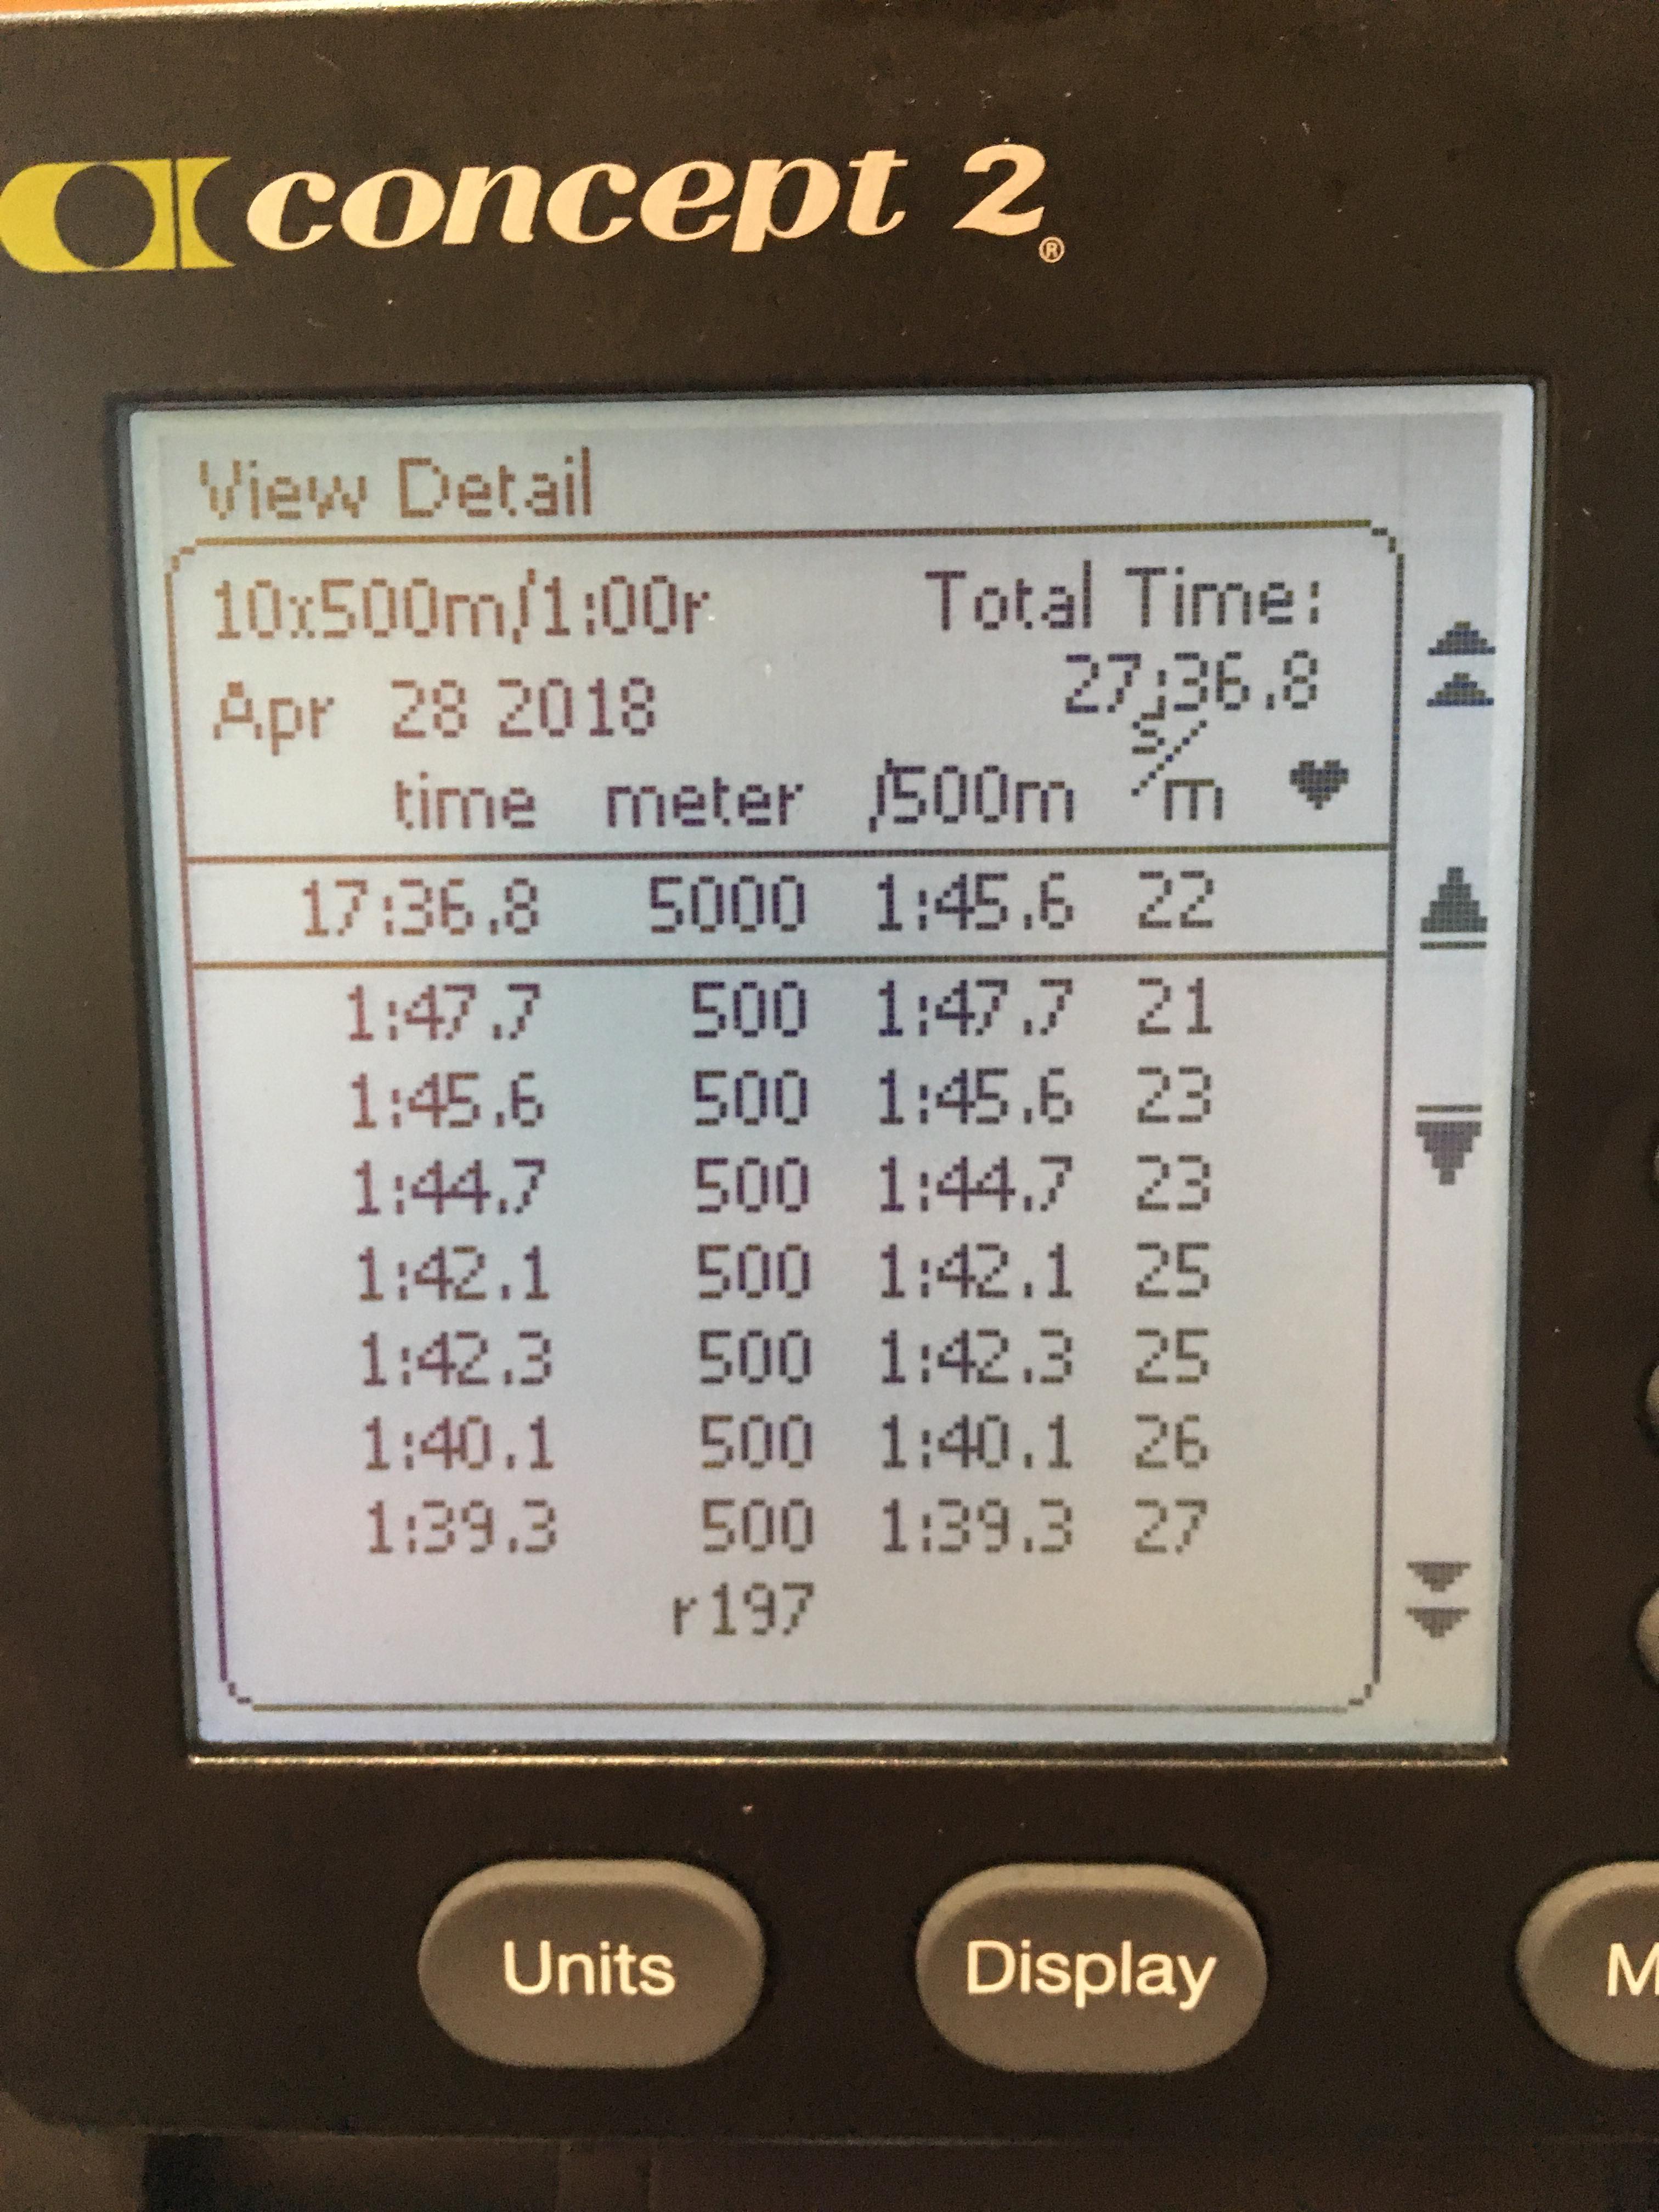 concept 2®
View Detail
10x500m/1:00r Total Time:
Apr 28 2018 27:36.8
time meter /500m s/m ♥
17:36.8 5000 1:45.6 22
1:47.7 500 1:47.7 21
1:45.6 500 1:45.6 23
1:44.7 500 1:44.7 23
1:42.1 500 1:42.1 25
1:42.3 500 1:42.3 25
1:40.1 500 1:40.1 26
1:39.3 500 1:39.3 27
r197
Units Display